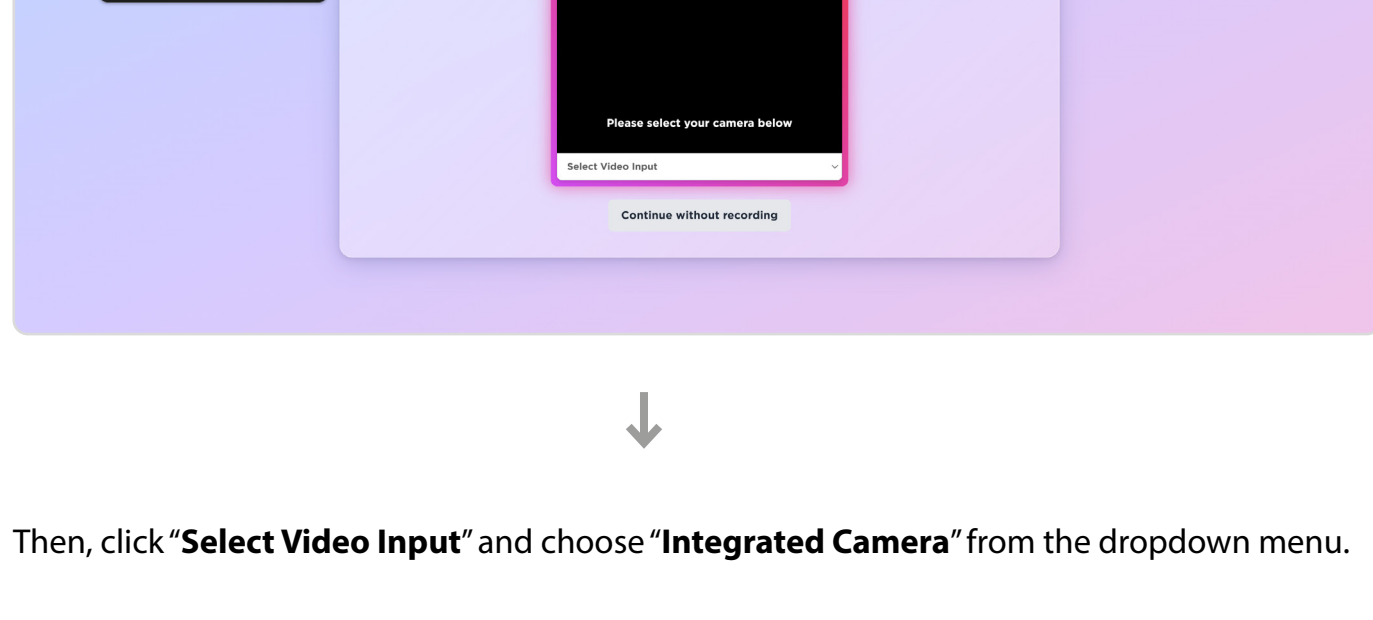 Please select your camera below
Select Video Input
Continue without recording
Then, click “Select Video Input” and choose “Integrated Camera” from the dropdown menu.